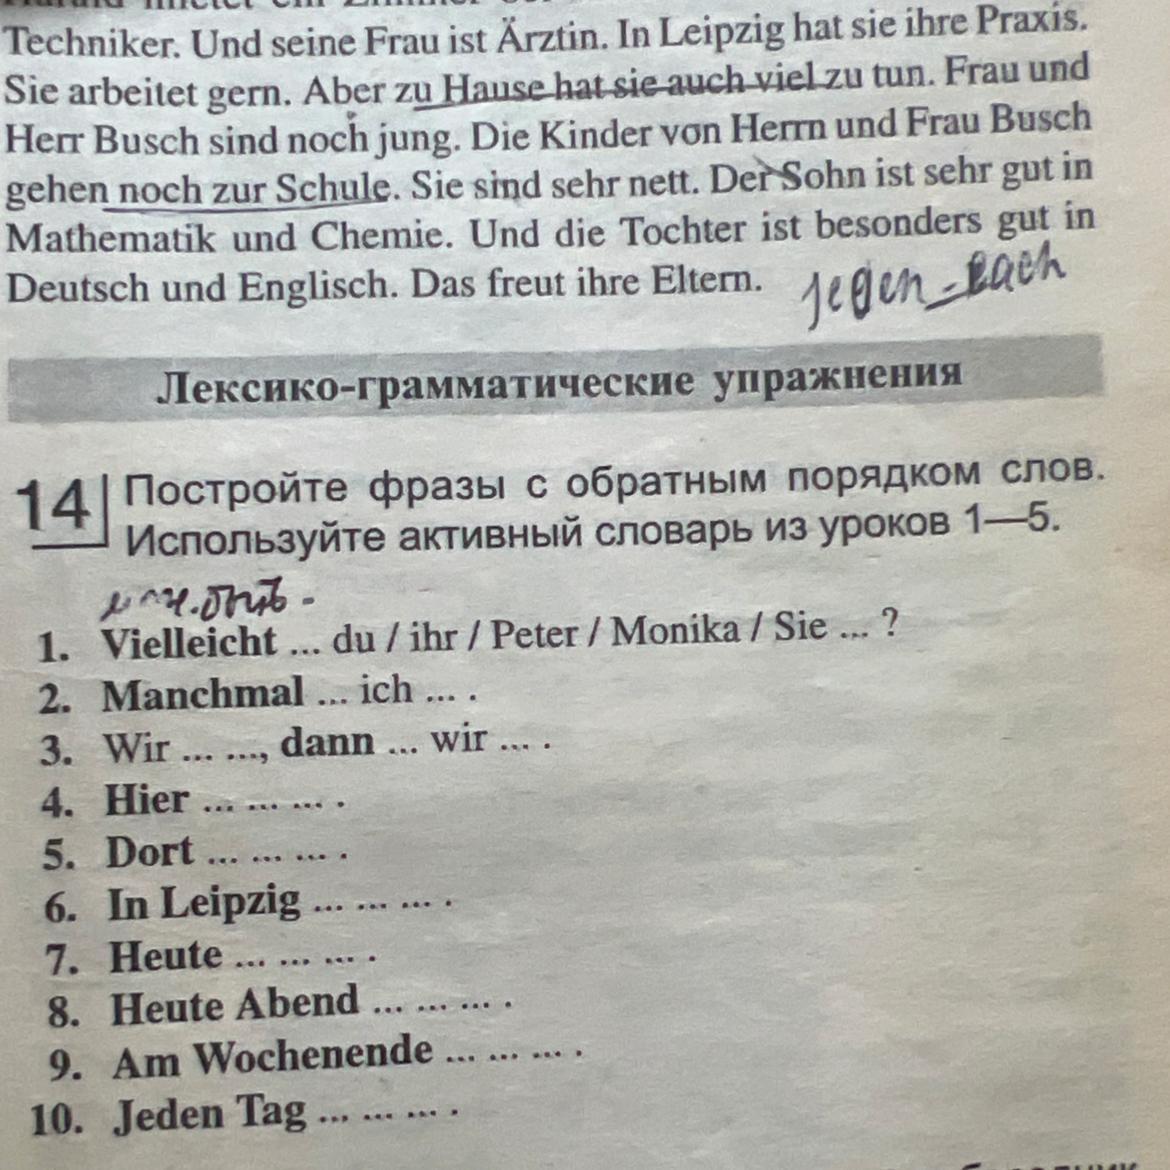 Techniker. Und seine Frau ist Ärztin. In Leipzig hat sie ihre Praxis.
Sie arbeitet gern. Aber zu Hause hat sie auch viel zu tun. Frau und
Herr Busch sind noch jung. Die Kinder von Herrn und Frau Busch
gehen noch zur Schule. Sie sind sehr nett. Der Sohn ist sehr gut in
Mathematik und Chemie. Und die Tochter ist besonders gut in
Deutsch und Englisch. Das freut ihre Eltern.
Лексико-грамматические упражнения
14 Постройте фразы с обратным порядком слов.
Используйте активный словарь из уроков 1—5.
1. Vielleicht ... du / ihr / Peter / Monika / Sie ... ?
2. Manchmal ... ich ... .
3. Wir ... ..., dann ... wir ... .
4. Hier ... ... ... .
5. Dort ... ... ... .
6. In Leipzig ... ... ... .
7. Heute ... ... ... .
8. Heute Abend ... ... ... .
9. Am Wochenende ... ... ... .
10. Jeden Tag ... ... ... .